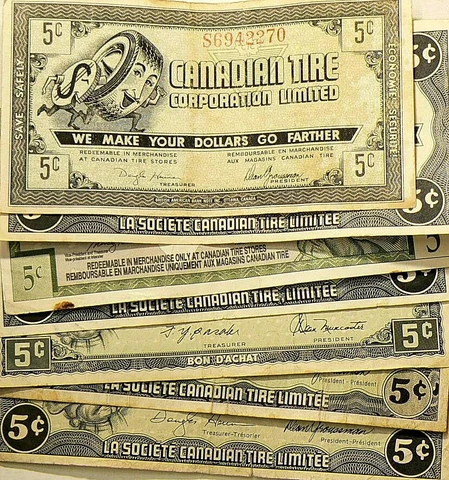 5¢ S6942270 5¢
CANADIAN TIRE
CORPORATION LIMITED
SAVE SAFELY
ECONOMIE SECURITE
WE MAKE YOUR DOLLARS GO FARTHER
5¢ REDEEMABLE IN MERCHANDISE REMBOURSABLE EN MARCHANDISE 5¢
AT CANADIAN TIRE STORES AUX MAGASINS CANADIAN TIRE
TREASURER PRESIDENT
BRITISH AMERICAN BANK NOTE INC. OTTAWA, CANADA
5¢
5¢
LA SOCIETE CANADIAN TIRE LIMITEE
5¢ REDEEMABLE IN MERCHANDISE ONLY AT CANADIAN TIRE STORES 5
REMBOURSABLE EN MARCHANDISE UNIQUEMENT AUX MAGASINS CANADIAN TIRE
LA SOCIETE CANADIAN TIRE LIMITEE
5¢ TREASURER PRESIDENT 5¢
BON D'ACHAT
President - Président
LA SOCIETE CANADIAN TIRE LIMITEE 5¢
5¢ Treasurer-Trésorier President-Président 5¢
LA SOCIETE CANADIAN TIRE LIMITEE